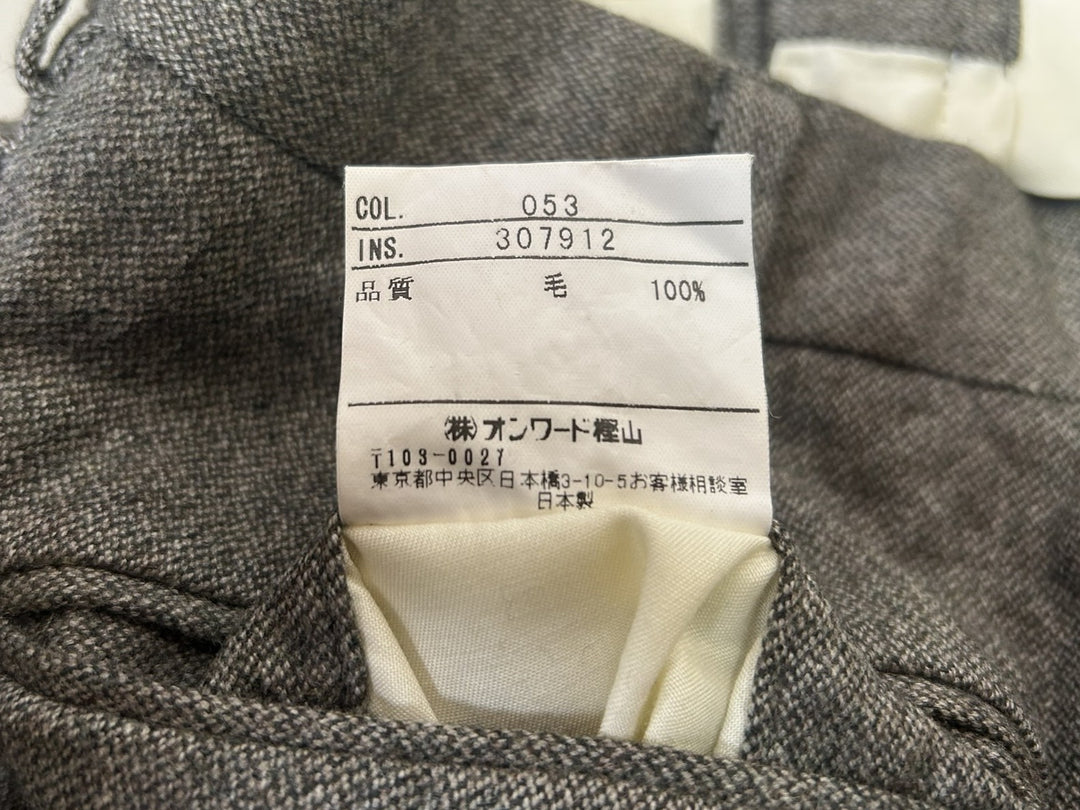 COL. 053
INS. 307912
品質 毛 100%
㈱オンワード樫山
〒103-0027
東京都中央区日本橋3-10-5お客様相談室
日本製